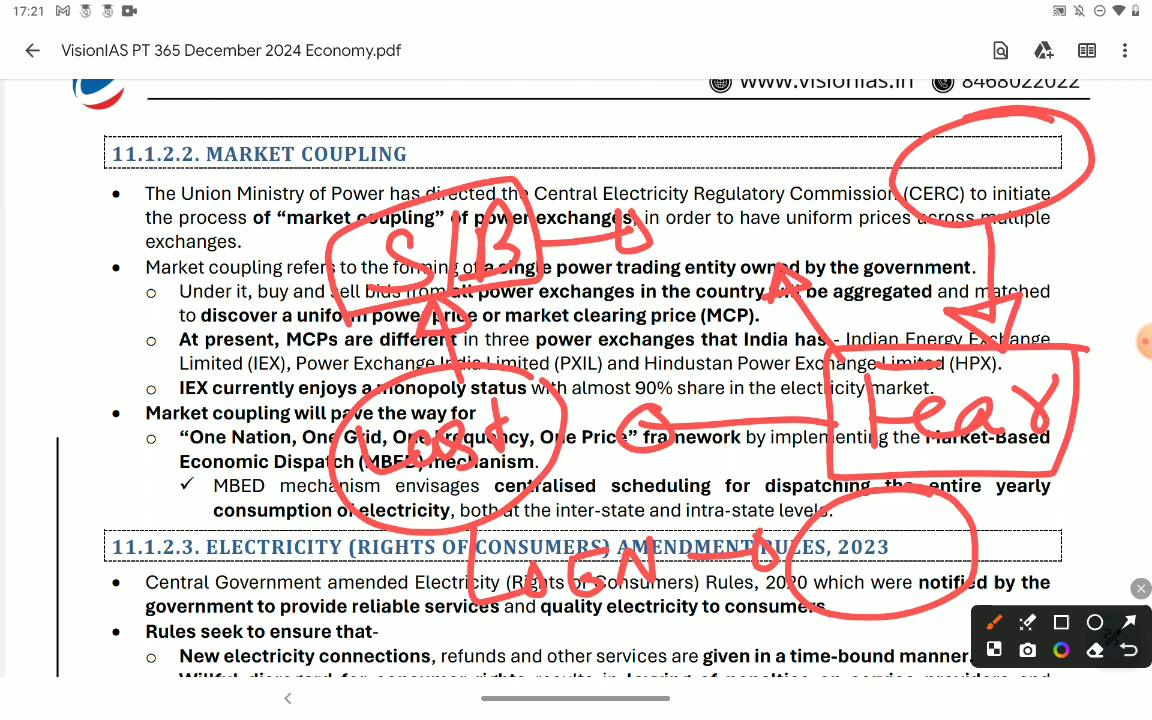 17:21
VisionIAS PT 365 December 2024 Economy.pdf
www.visionias.in 8468022022
11.1.2.2. MARKET COUPLING
• The Union Ministry of Power has directed the Central Electricity Regulatory Commission (CERC) to initiate
the process of “market coupling” of power exchanges, in order to have uniform prices across multiple
exchanges.
• Market coupling refers to the forming of a single power trading entity owned by the government.
o Under it, buy and sell bids from all power exchanges in the country will be aggregated and matched
to discover a uniform power price or market clearing price (MCP).
o At present, MCPs are different in three power exchanges that India has - Indian Energy Exchange
Limited (IEX), Power Exchange India Limited (PXIL) and Hindustan Power Exchange Limited (HPX).
o IEX currently enjoys a monopoly status with almost 90% share in the electricity market.
• Market coupling will pave the way for
o “One Nation, One Grid, One Frequency, One Price” framework by implementing the Market-Based
Economic Dispatch (MBED) mechanism.
✓ MBED mechanism envisages centralised scheduling for dispatching the entire yearly
consumption of electricity, both at the inter-state and intra-state levels.
11.1.2.3. ELECTRICITY (RIGHTS OF CONSUMERS) AMENDMENT RULES, 2023
• Central Government amended Electricity (Rights of Consumers) Rules, 2020 which were notified by the
government to provide reliable services and quality electricity to consumers.
• Rules seek to ensure that-
o New electricity connections, refunds and other services are given in a time-bound manner.
S/B
Cost
Fear
GEN